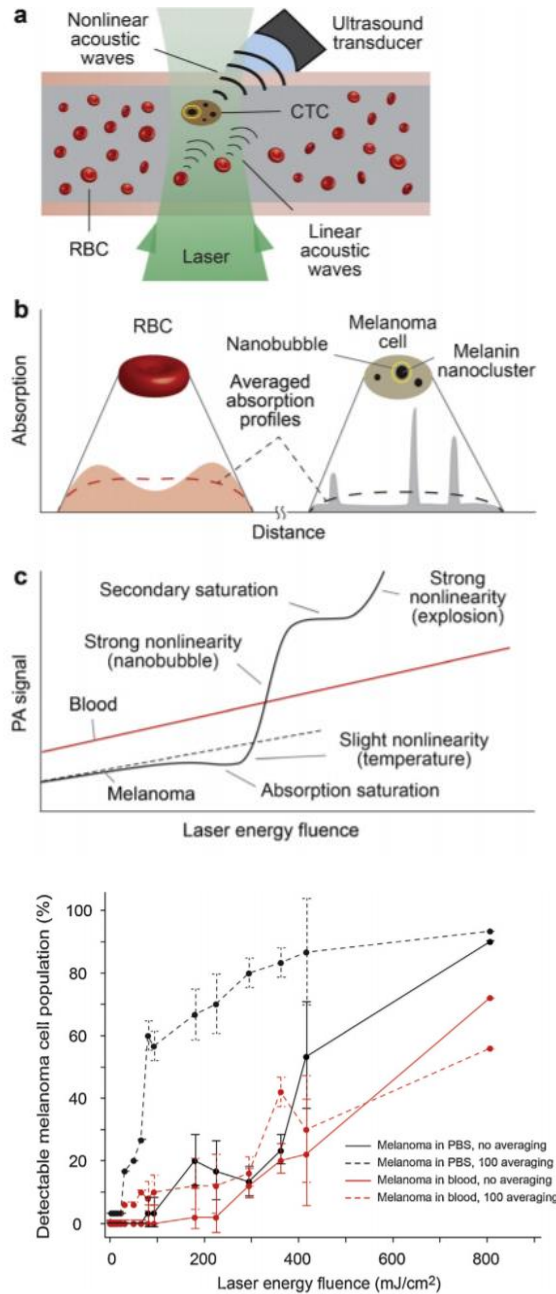 a
Nonlinear
acoustic
waves
Ultrasound
transducer
CTC
RBC
Laser
Linear
acoustic
waves
b
Absorption
RBC
Nanobubble
Melanoma
cell
Melanin
nanocluster
Averaged
absorption
profiles
Distance
c
PA signal
Secondary saturation
Strong
nonlinearity
(explosion)
Strong nonlinearity
(nanobubble)
Blood
Slight nonlinearity
(temperature)
Melanoma
Absorption saturation
Laser energy fluence
Detectable melanoma cell population (%)
100
80
60
40
20
0
Melanoma in PBS, no averaging
Melanoma in PBS, 100 averaging
Melanoma in blood, no averaging
Melanoma in blood, 100 averaging
0 200 400 600 800
Laser energy fluence (mJ/cm²)